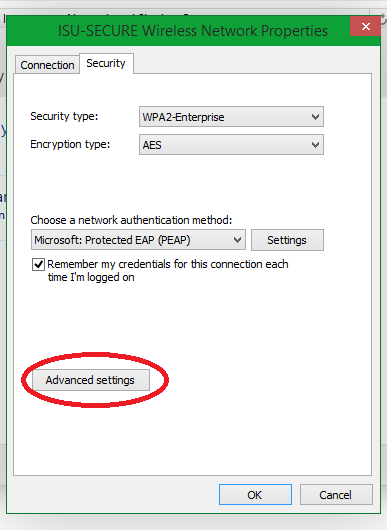 ISU-SECURE Wireless Network Properties
Connection
Security
Security type:
WPA2-Enterprise
Encryption type:
AES
Choose a network authentication method:
Microsoft: Protected EAP (PEAP)
Settings
Remember my credentials for this connection each
time I'm logged on
Advanced settings
OK
Cancel